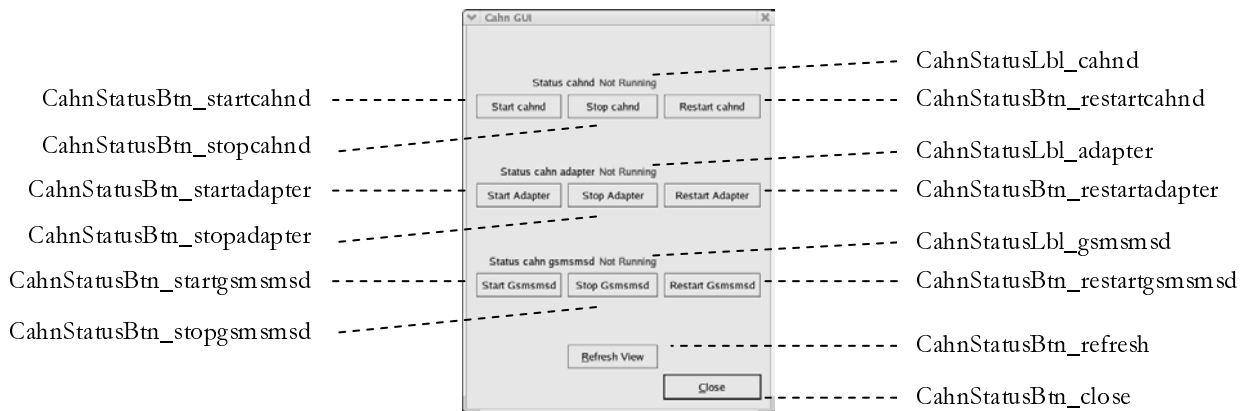 Cahn GUI
CahnStatusLbl_cahnd
Status cahnd Not Running
CahnStatusBtn_startcahnd
Start cahnd
Stop cahnd
Restart cahnd
CahnStatusBtn_restartcahnd
CahnStatusBtn_stopcahnd
CahnStatusLbl_adapter
Status cahn adapter Not Running
CahnStatusBtn_startadapter
Start Adapter
Stop Adapter
Restart Adapter
CahnStatusBtn_restartadapter
CahnStatusBtn_stopadapter
CahnStatusLbl_gsmsmsd
Status cahn gsmsmsd Not Running
CahnStatusBtn_startgsmsmsd
Start Gsmsmsd
Stop Gsmsmsd
Restart Gsmsmsd
CahnStatusBtn_restartgsmsmsd
CahnStatusBtn_stopgsmsmsd
CahnStatusBtn_refresh
Refresh View
Close
CahnStatusBtn_close